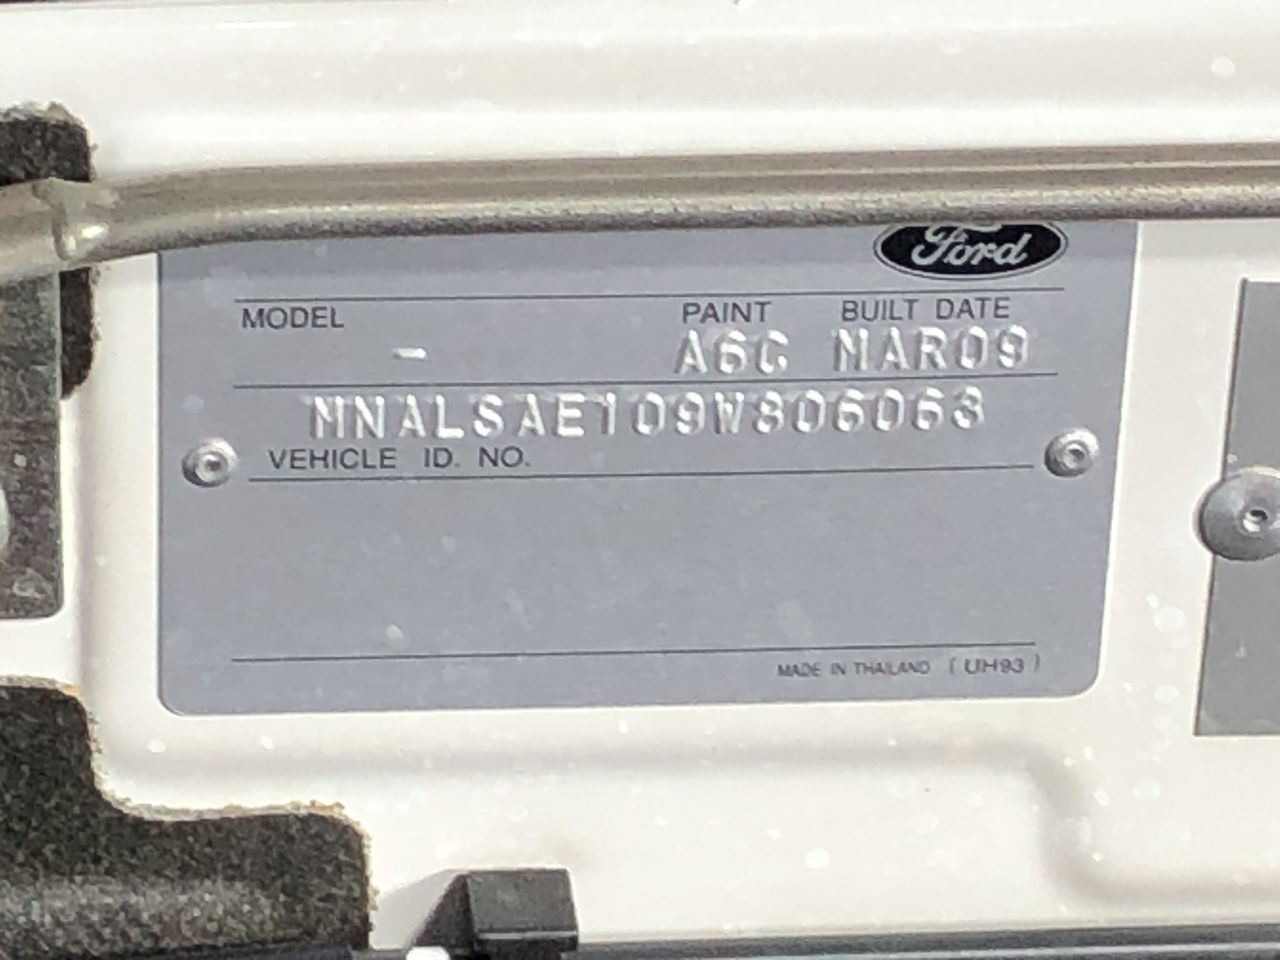 Ford
MODEL PAINT BUILT DATE
- A6C MAR09
MNALSAE109W806063
VEHICLE ID. NO.
MADE IN THAILAND (UH93)